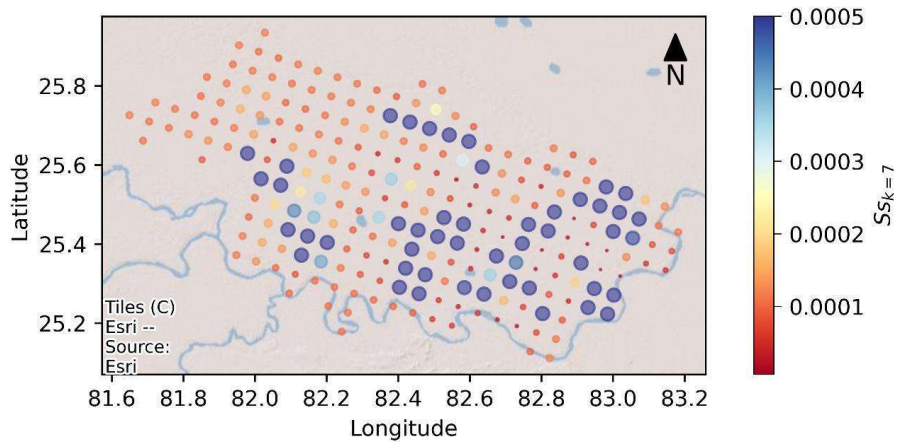 N
25.8
25.6
25.4
25.2
Latitude
Tiles (C)
Esri --
Source:
Esri
81.6 81.8 82.0 82.2 82.4 82.6 82.8 83.0 83.2
Longitude
0.0005
0.0004
0.0003
0.0002
0.0001
Ss k=7